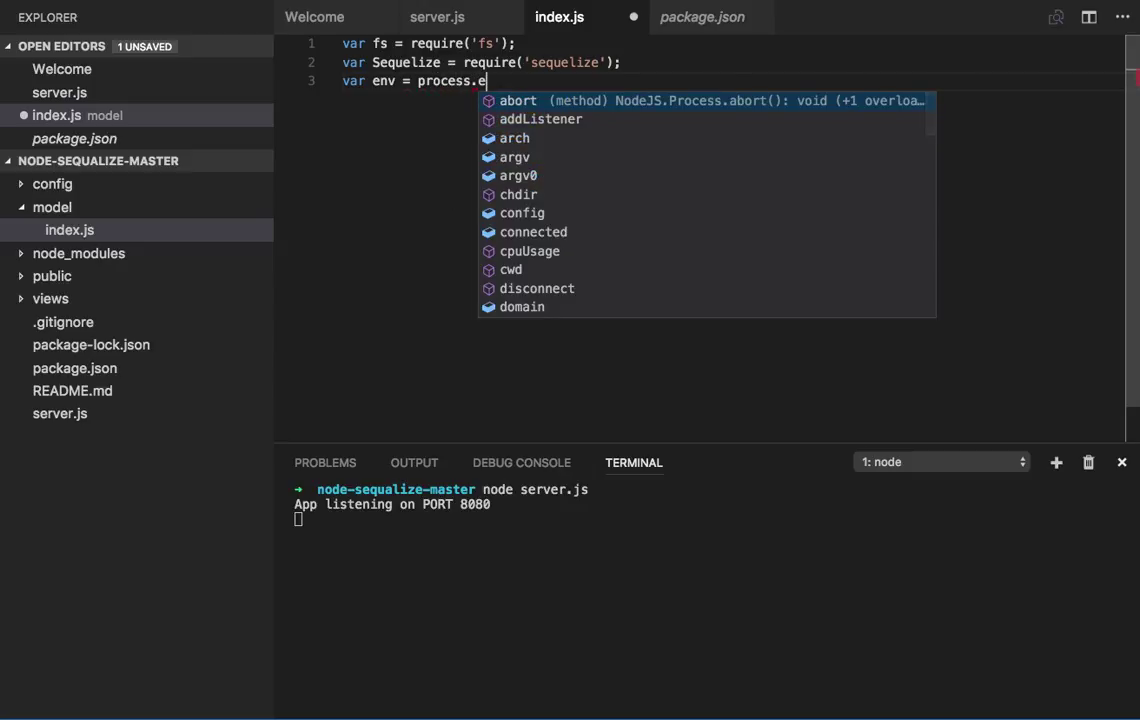 EXPLORER
OPEN EDITORS 1 UNSAVED
Welcome
server.js
index.js model
package.json
NODE-SEQUALIZE-MASTER
config
model
index.js
node_modules
public
views
.gitignore
package-lock.json
package.json
README.md
server.js
Welcome server.js index.js package.json
1 var fs = require('fs');
2 var Sequelize = require('sequelize');
3 var env = process.e
abort (method) NodeJS.Process.abort(): void (+1 overloa…
addListener
arch
argv
argv0
chdir
config
connected
cpuUsage
cwd
disconnect
domain
PROBLEMS OUTPUT DEBUG CONSOLE TERMINAL 1: node
→ node-sequalize-master node server.js
App listening on PORT 8080